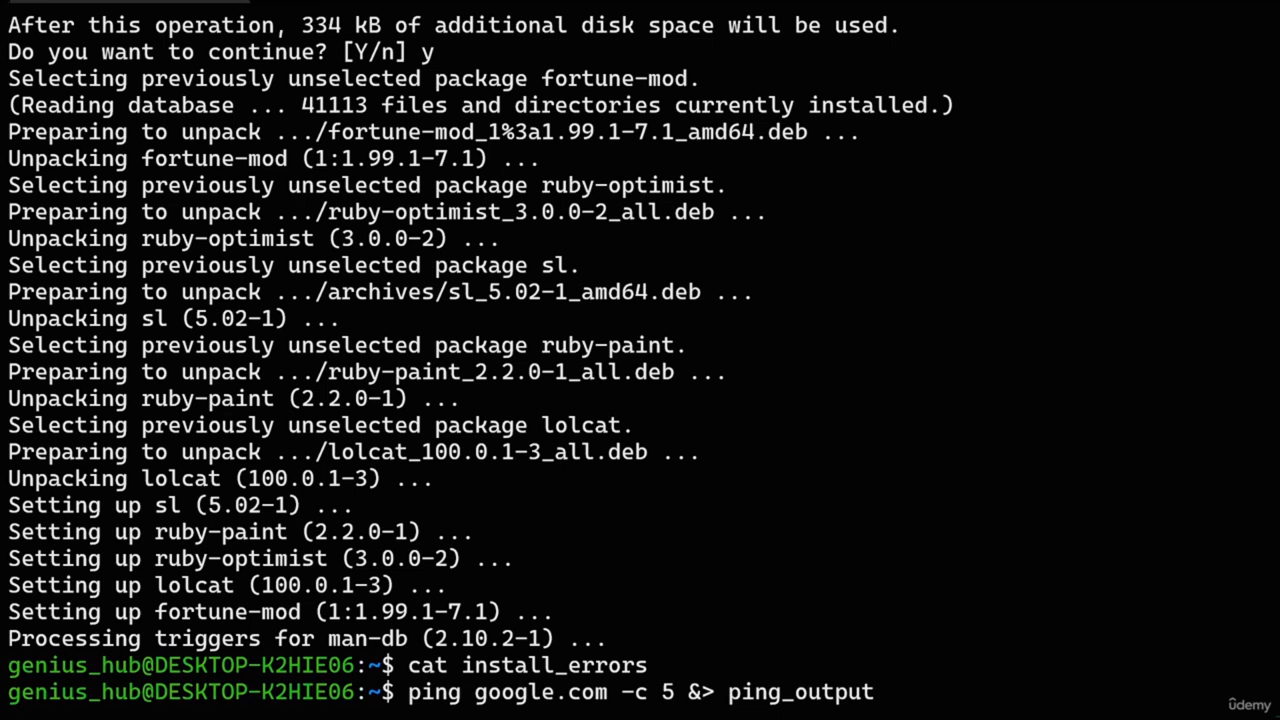 After this operation, 334 kB of additional disk space will be used.
Do you want to continue? [Y/n] y
Selecting previously unselected package fortune-mod.
(Reading database ... 41113 files and directories currently installed.)
Preparing to unpack .../fortune-mod_1%3a1.99.1-7.1_amd64.deb ...
Unpacking fortune-mod (1:1.99.1-7.1) ...
Selecting previously unselected package ruby-optimist.
Preparing to unpack .../ruby-optimist_3.0.0-2_all.deb ...
Unpacking ruby-optimist (3.0.0-2) ...
Selecting previously unselected package sl.
Preparing to unpack .../archives/sl_5.02-1_amd64.deb ...
Unpacking sl (5.02-1) ...
Selecting previously unselected package ruby-paint.
Preparing to unpack .../ruby-paint_2.2.0-1_all.deb ...
Unpacking ruby-paint (2.2.0-1) ...
Selecting previously unselected package lolcat.
Preparing to unpack .../lolcat_100.0.1-3_all.deb ...
Unpacking lolcat (100.0.1-3) ...
Setting up sl (5.02-1) ...
Setting up ruby-paint (2.2.0-1) ...
Setting up ruby-optimist (3.0.0-2) ...
Setting up lolcat (100.0.1-3) ...
Setting up fortune-mod (1:1.99.1-7.1) ...
Processing triggers for man-db (2.10.2-1) ...
genius_hub@DESKTOP-K2HIE06:~$ cat install_errors
genius_hub@DESKTOP-K2HIE06:~$ ping google.com -c 5 &> ping_output
ûdemy